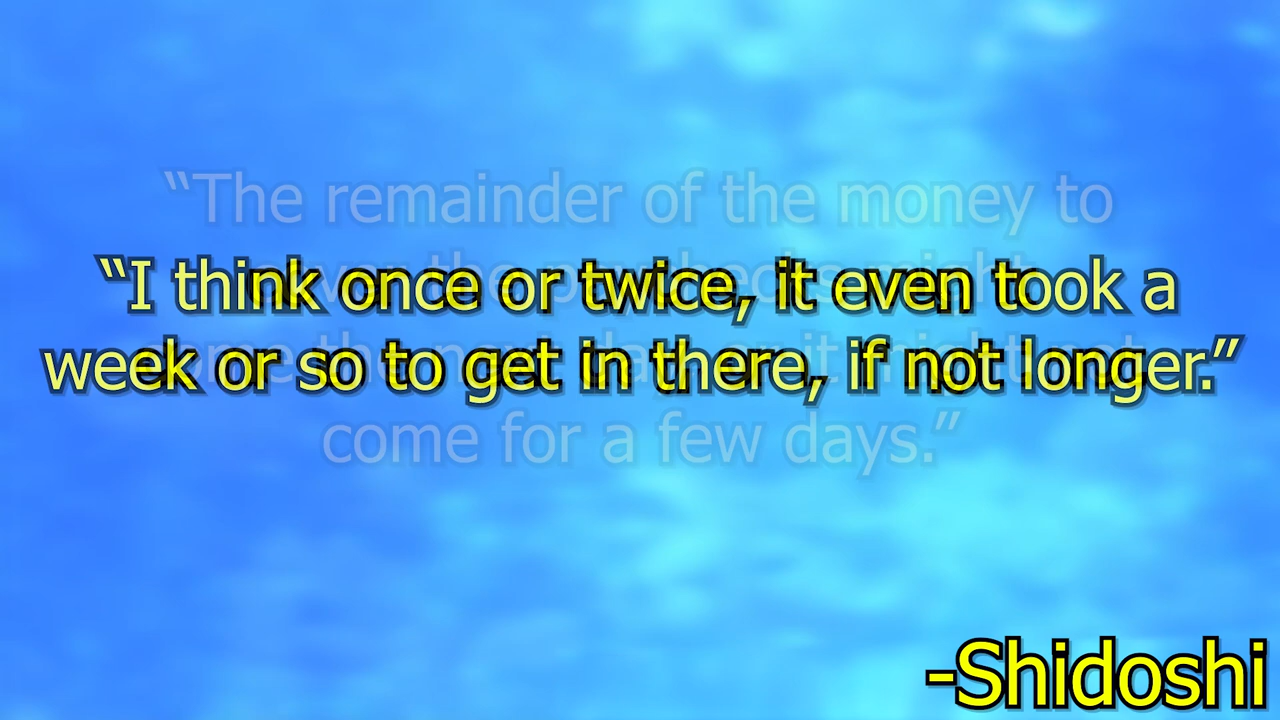 “The remainder of the money to
“I think once or twice, it even took a
week or so to get in there, if not longer.”
come for a few days.”
-Shidoshi